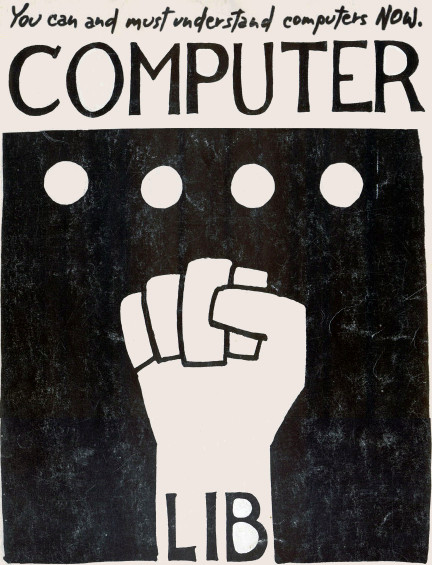 You can and must understand computers NOW.
COMPUTER
LIB